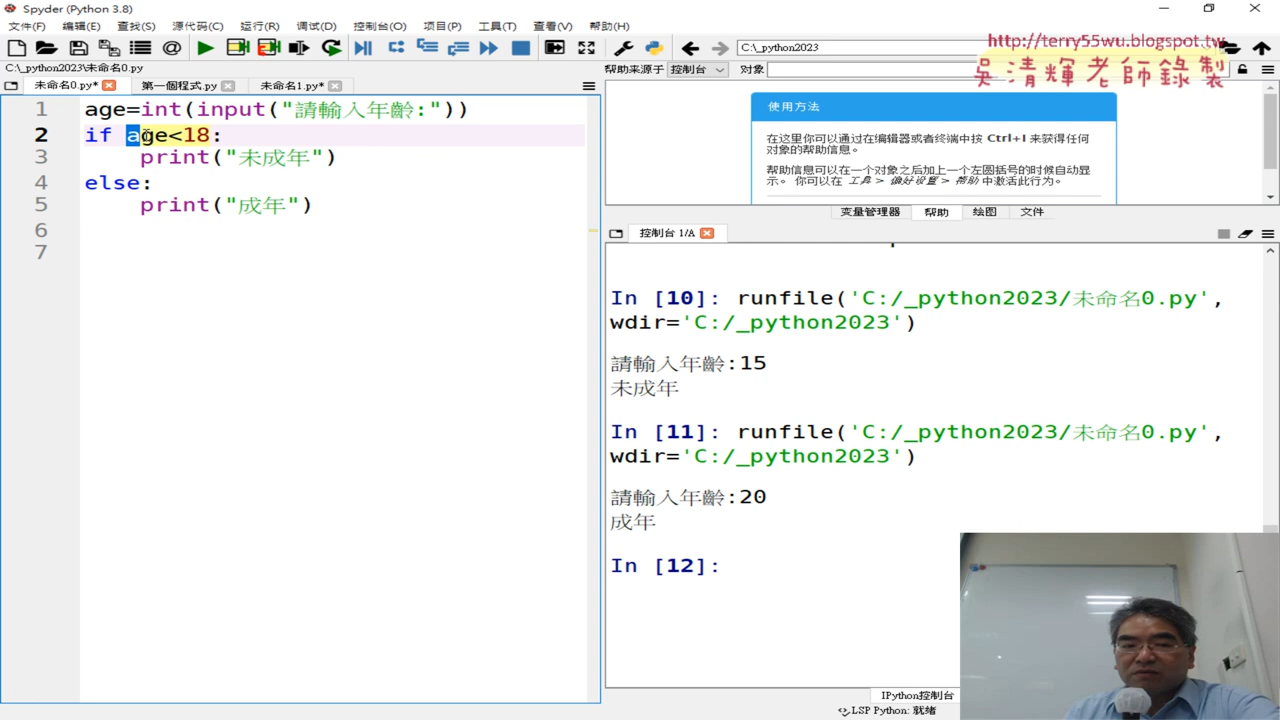 Spyder (Python 3.8)
文件(F) 编辑(E) 查找(S) 源代码(C) 运行(R) 调试(D) 控制台(O) 项目(P) 工具(T) 查看(V) 帮助(H)
C:\_python2023
http://terry55wu.blogspot.tw
吳清輝老師錄製
C:\_python2023\未命名0.py
帮助来源于 控制台 对象
未命名0.py* 第一個程式.py 未命名1.py*
1 age=int(input("請輸入年齡:"))
2 if age<18:
3 print("未成年")
4 else:
5 print("成年")
6
7
使用方法
在这里你可以通过在编辑器或者终端中按 Ctrl+I 来获得任何
对象的帮助信息。
帮助信息可以在一个对象之后加上一个左圆括号的时候自动显
示。 你可以在 工具 > 偏好设置 > 帮助 中激活此行为。
变量管理器 帮助 绘图 文件
控制台 1/A
In [10]: runfile('C:/_python2023/未命名0.py',
wdir='C:/_python2023')
請輸入年齡:15
未成年
In [11]: runfile('C:/_python2023/未命名0.py',
wdir='C:/_python2023')
請輸入年齡:20
成年
In [12]:
IPython控制台
LSP Python: 就绪